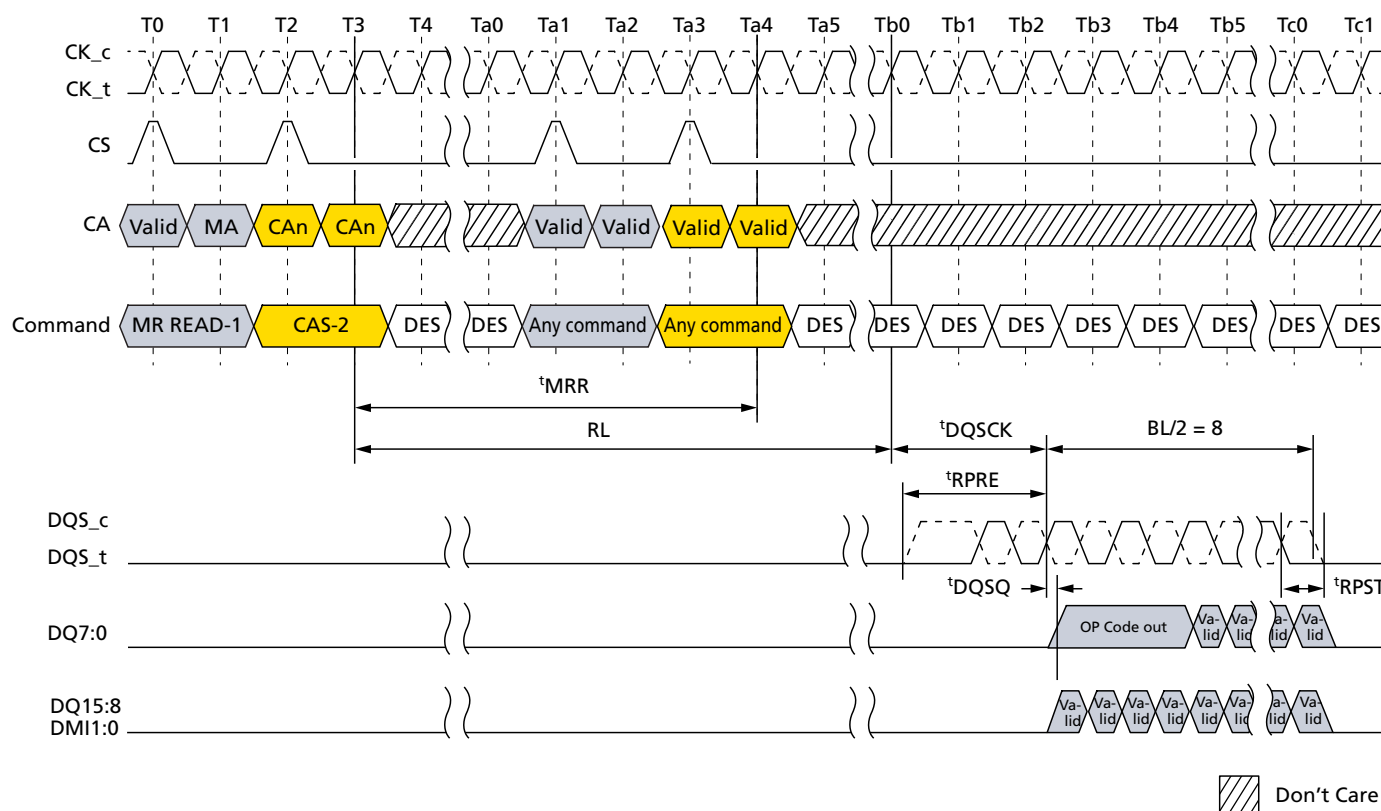 T0 T1 T2 T3 T4 Ta0 Ta1 Ta2 Ta3 Ta4 Ta5 Tb0 Tb1 Tb2 Tb3 Tb4 Tb5 Tc0 Tc1
CK_c
CK_t
CS
CA Valid MA CAn CAn Valid Valid Valid Valid
Command MR READ-1 CAS-2 DES DES Any command Any command DES DES DES DES DES DES DES DES DES
tMRR
RL tDQSCK BL/2 = 8
tRPRE
DQS_c
DQS_t
tDQSQ tRPST
DQ7:0 OP Code out Va-lid Va-lid a-lid Va-lid
DQ15:8
DMI1:0
Va-lid Va-lid Va-lid Va-lid Va-lid Va-lid a-lid Va-lid
Don't Care